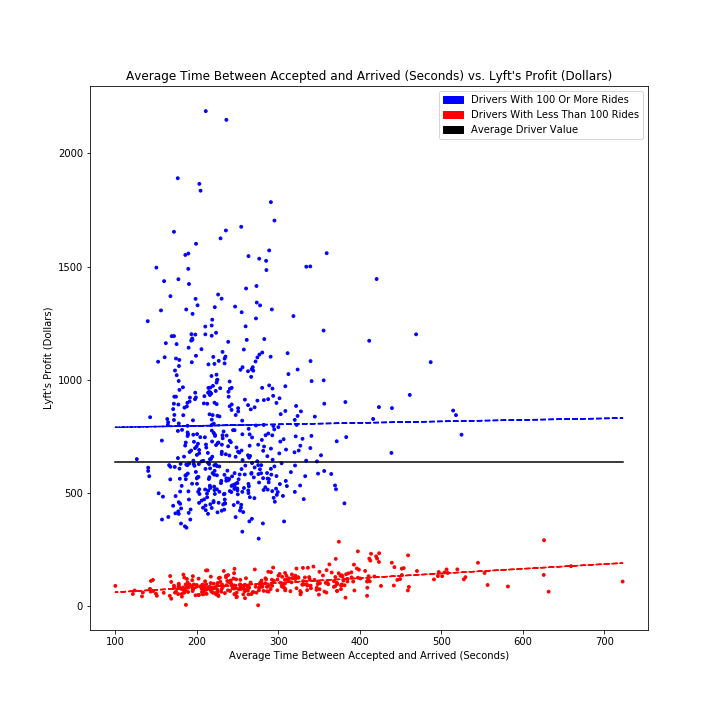 Average Time Between Accepted and Arrived (Seconds) vs. Lyft's Profit (Dollars)
Drivers With 100 Or More Rides
Drivers With Less Than 100 Rides
Average Driver Value
2000
1500
1000
500
0
Lyft's Profit (Dollars)
100 200 300 400 500 600 700
Average Time Between Accepted and Arrived (Seconds)